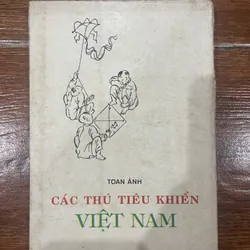 TOAN ÁNH
CÁC THÚ TIÊU KHIỂN
VIỆT NAM